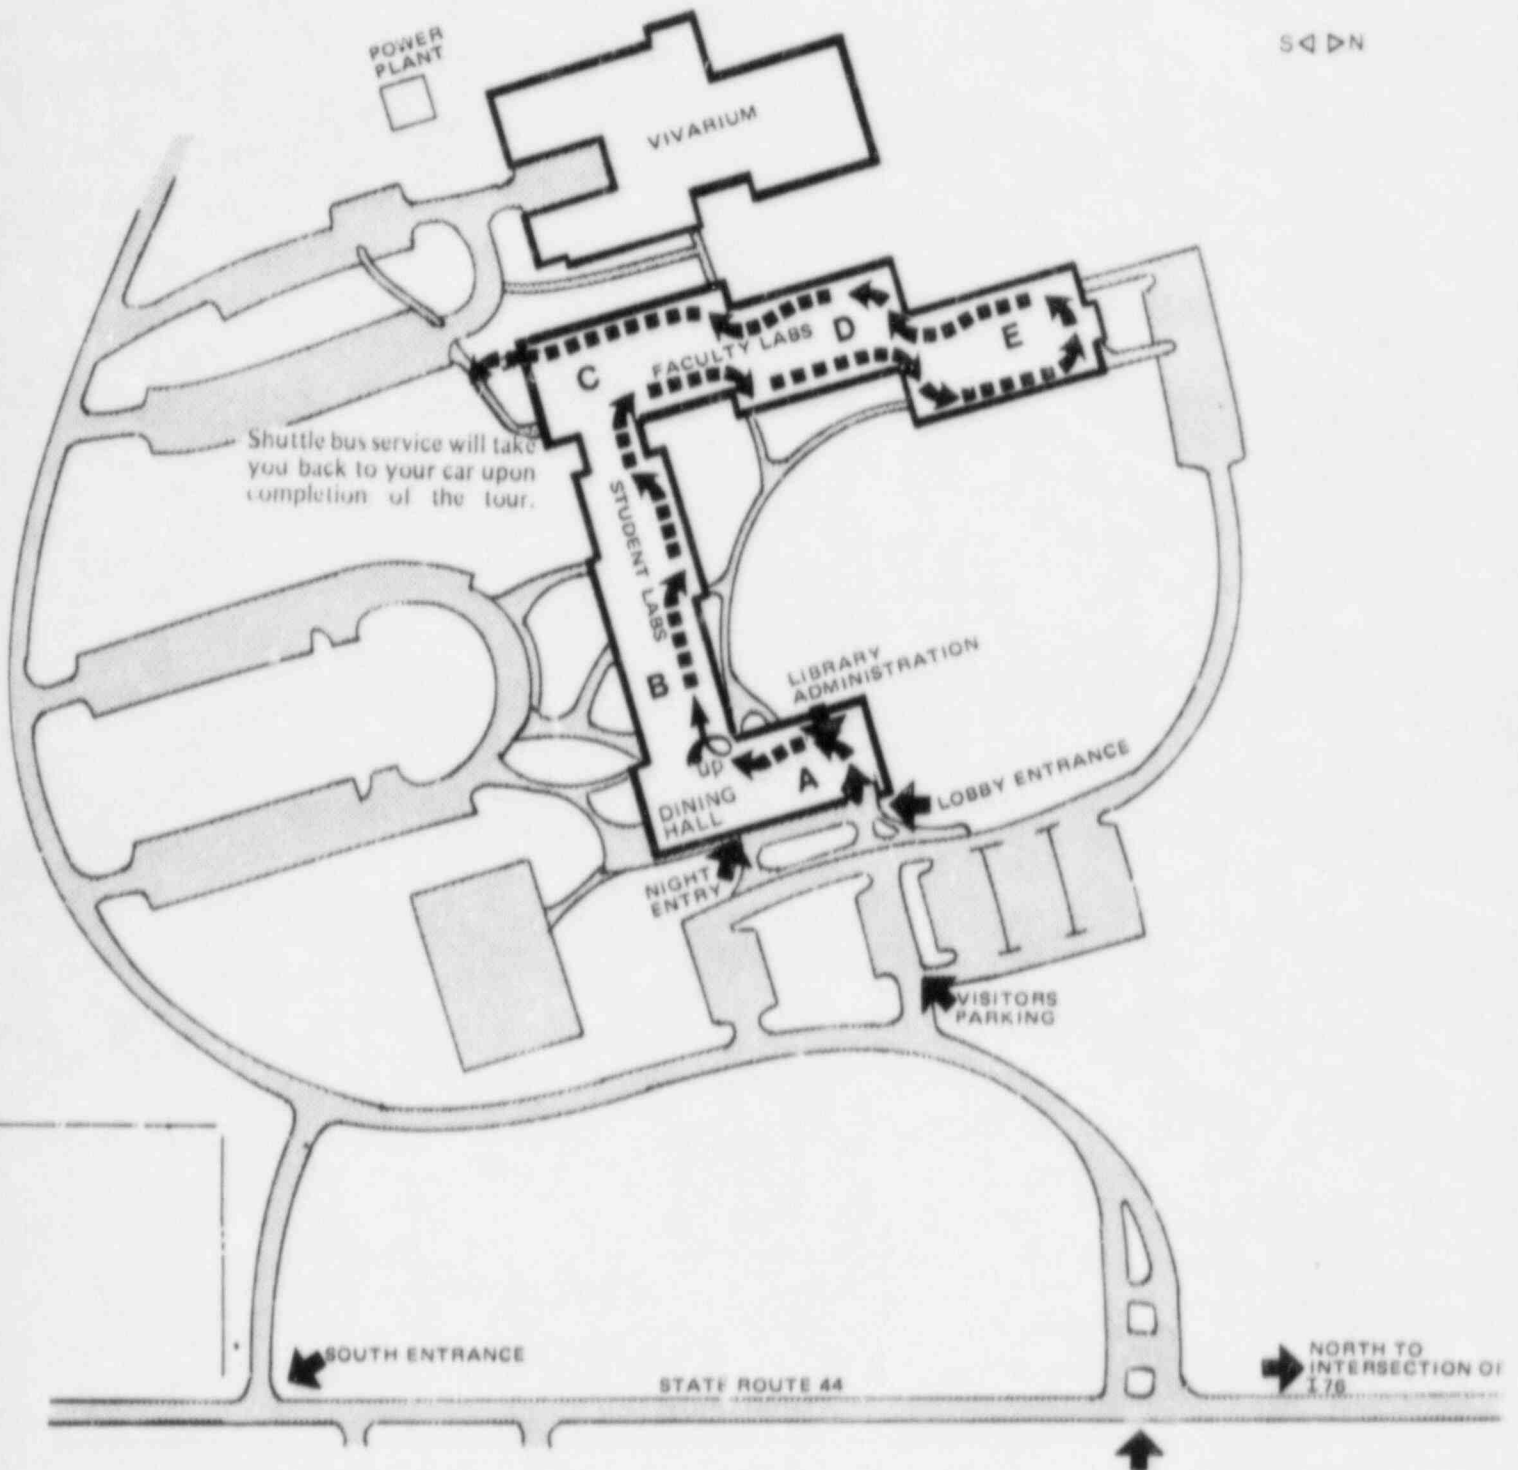 S N
POWER
PLANT
VIVARIUM
D
E
FACULTY LABS
C
Shuttle bus service will take
you back to your car upon
completion of the tour.
STUDENT LABS
B
LIBRARY
ADMINISTRATION
up
A
LOBBY ENTRANCE
DINING
HALL
NIGHT
ENTRY
VISITORS
PARKING
SOUTH ENTRANCE
STATE ROUTE 44
NORTH TO
INTERSECTION OF
I 76